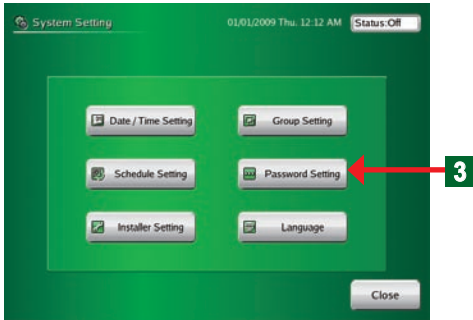 System Setting 01/01/2009 Thu. 12:12 AM Status:Off
Date / Time Setting Group Setting
Schedule Setting Password Setting 3
Installer Setting Language
Close